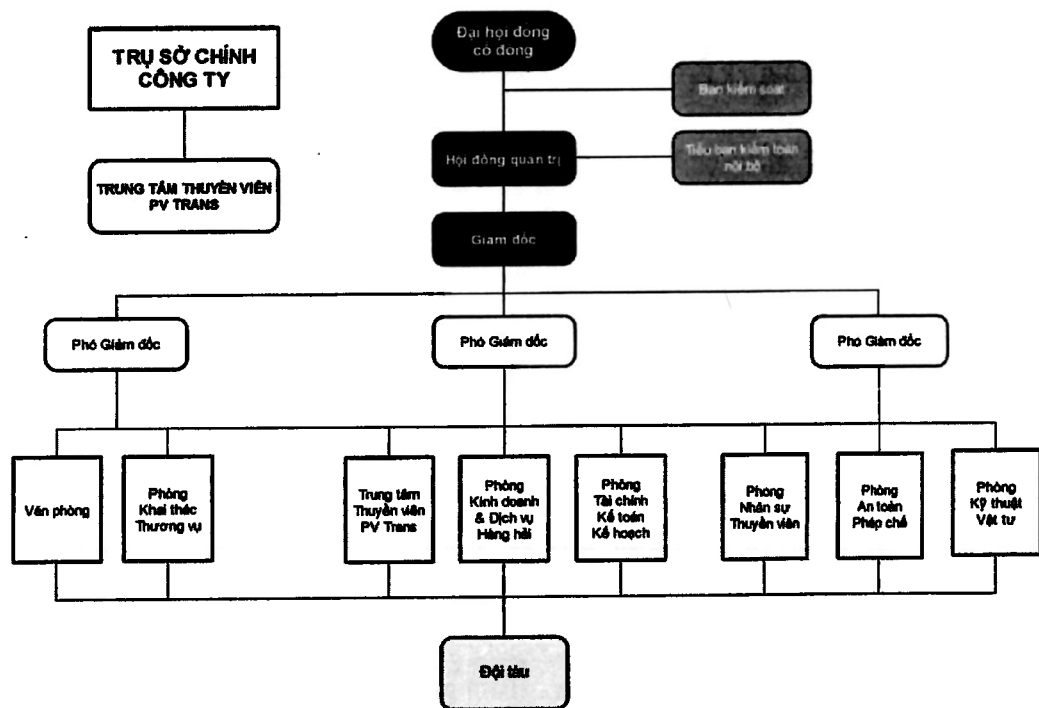 TRỤ SỞ CHÍNH
CÔNG TY
TRUNG TÂM THUYỀN VIÊN
PV TRANS
Đại hội đồng
cổ đông
Ban kiểm soát
Hội đồng quản trị
Tiểu ban kiểm toán
nội bộ
Giám đốc
Phó Giám đốc
Phó Giám đốc
Phó Giám đốc
Văn phòng
Phòng
Khai thác
Thương vụ
Trung tâm
Thuyền viên
PV Trans
Phòng
Kinh doanh
& Dịch vụ
Hàng hải
Phòng
Tài chính
Kế toán
Kế hoạch
Phòng
Nhân sự
Thuyền viên
Phòng
An toàn
Pháp chế
Phòng
Kỹ thuật
Vật tư
Đội tàu